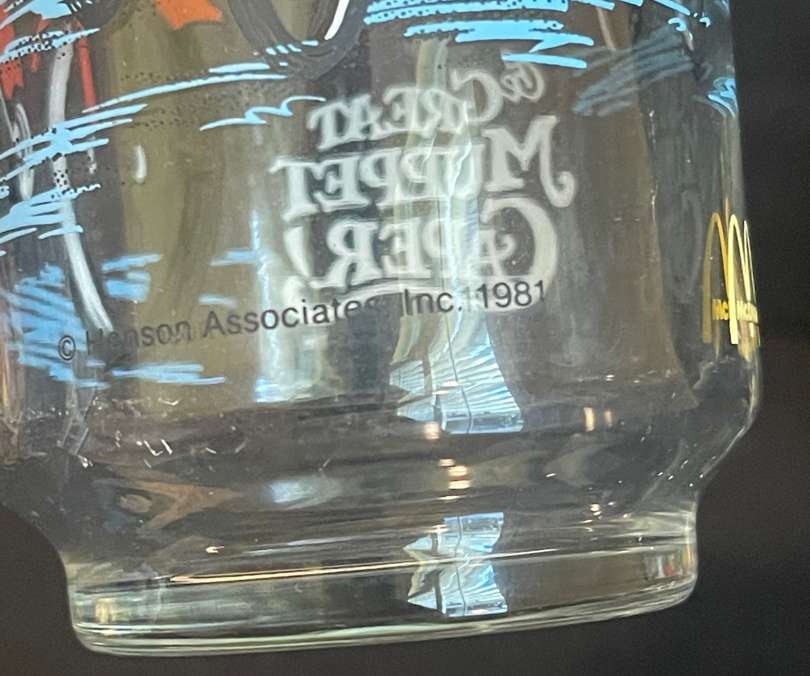 The GREAT
MUPPET
CAPER!
© Henson Associates, Inc. 1981